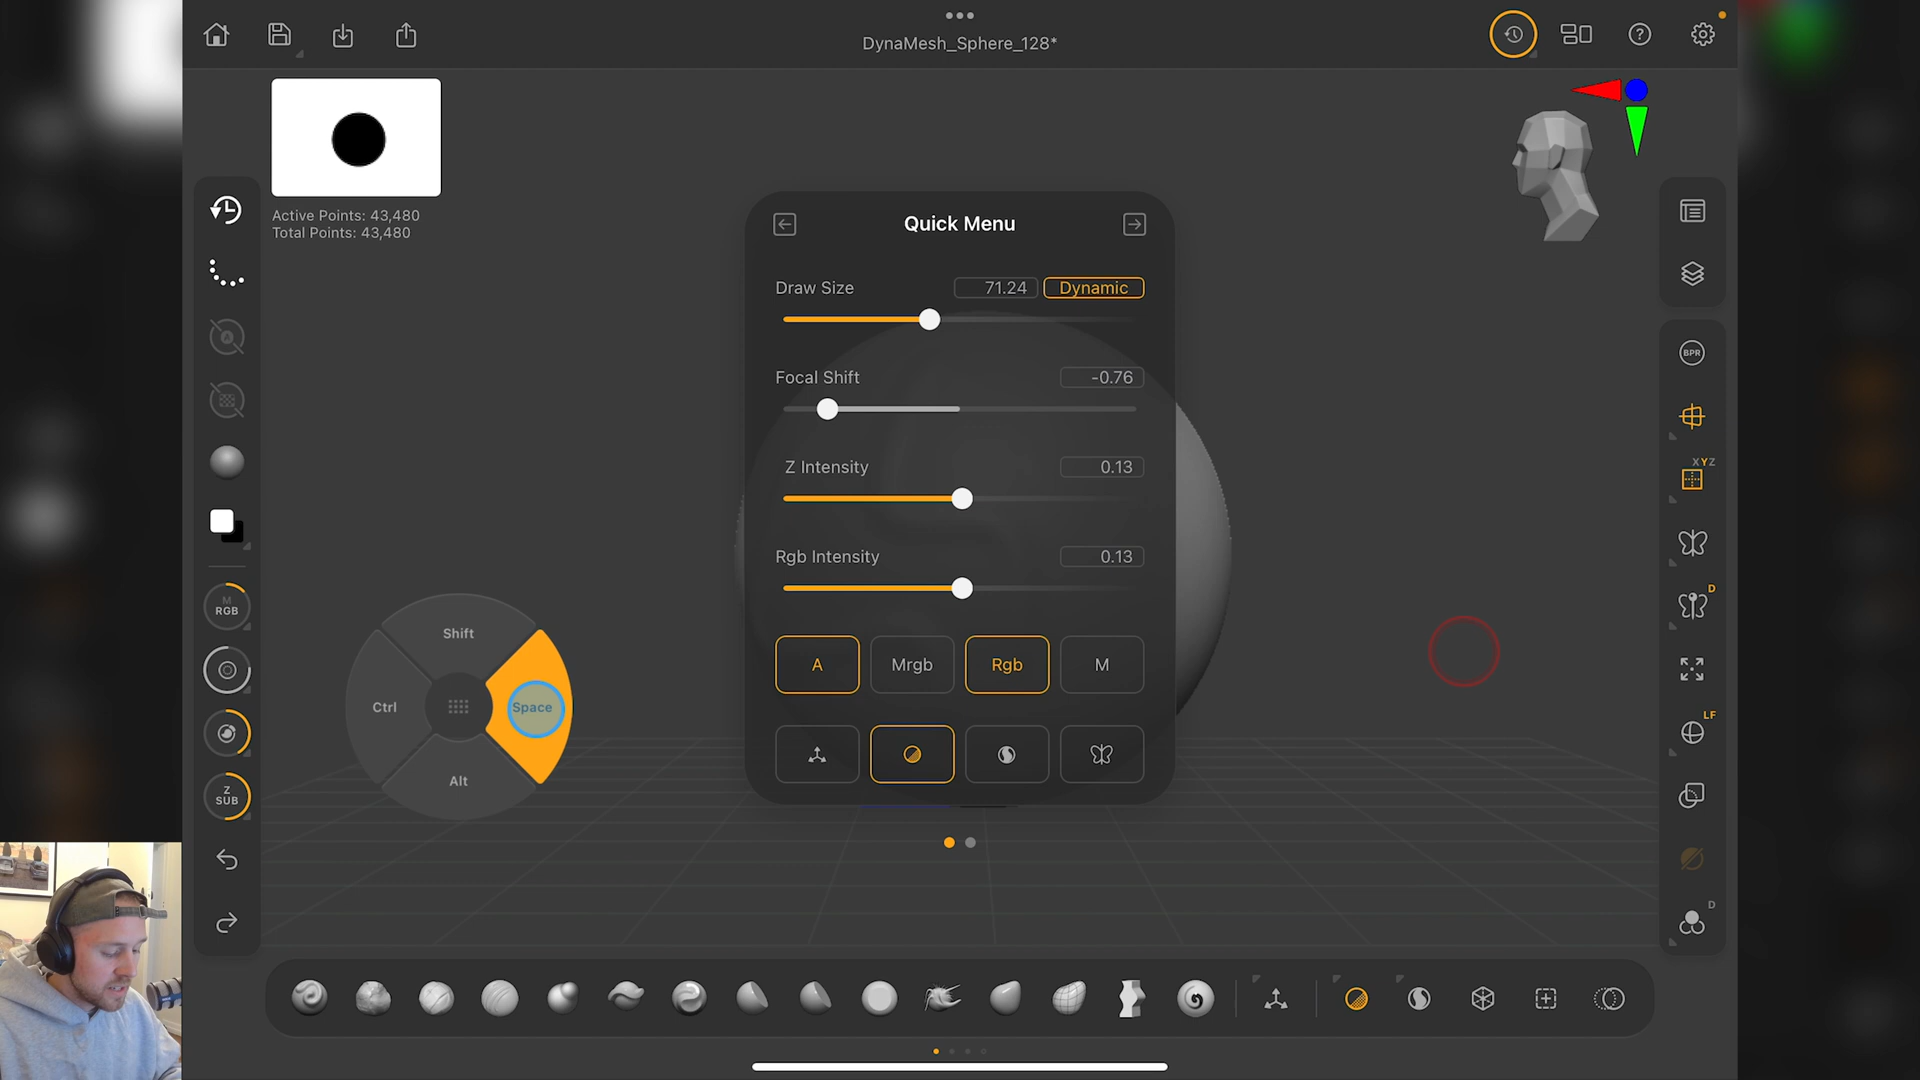 DynaMesh_Sphere_128*
Active Points: 43,480
Total Points: 43,480
Quick Menu
Draw Size 71.24 Dynamic
Focal Shift -0.76
Z Intensity 0.13
Rgb Intensity 0.13
A Mrgb Rgb M
Shift
Ctrl
Space
Alt
M
RGB
Z
SUB
BPR
XYZ
D
LF
D